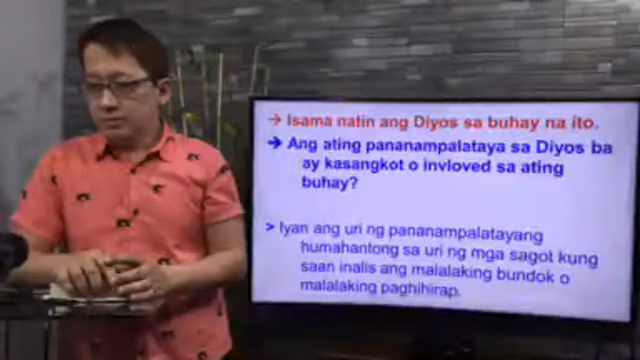 → Isama natin ang Diyos sa buhay na ito.
→ Ang ating pananampalataya sa Diyos ba
ay kasangkot o invloved sa ating
buhay?
➢ Iyan ang uri ng pananampalatayang
humahantong sa uri ng mga sagot kung
saan inalis ang malalaking bundok o
malalaking paghihirap.